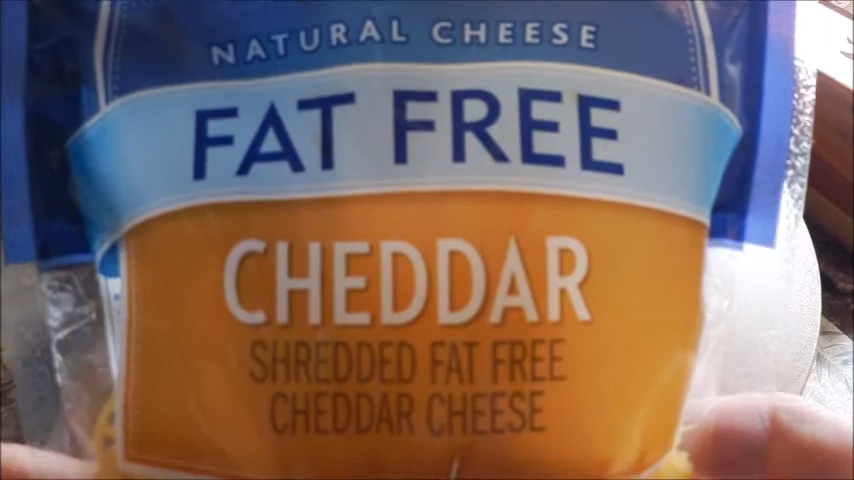 NATURAL CHEESE
FAT FREE
CHEDDAR
SHREDDED FAT FREE
CHEDDAR CHEESE